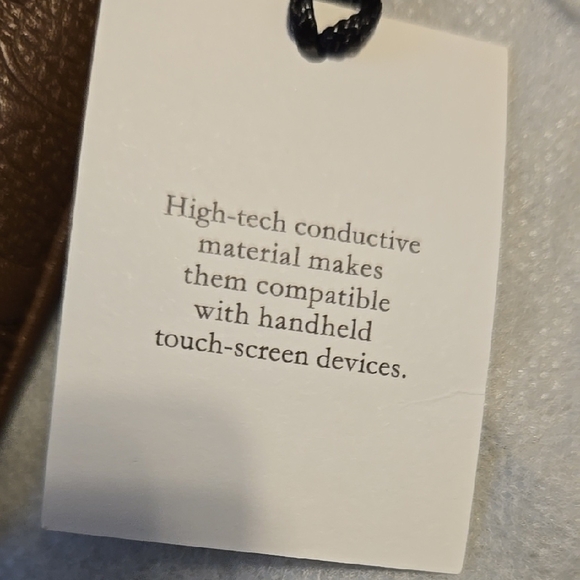 High-tech conductive
material makes
them compatible
with handheld
touch-screen devices.